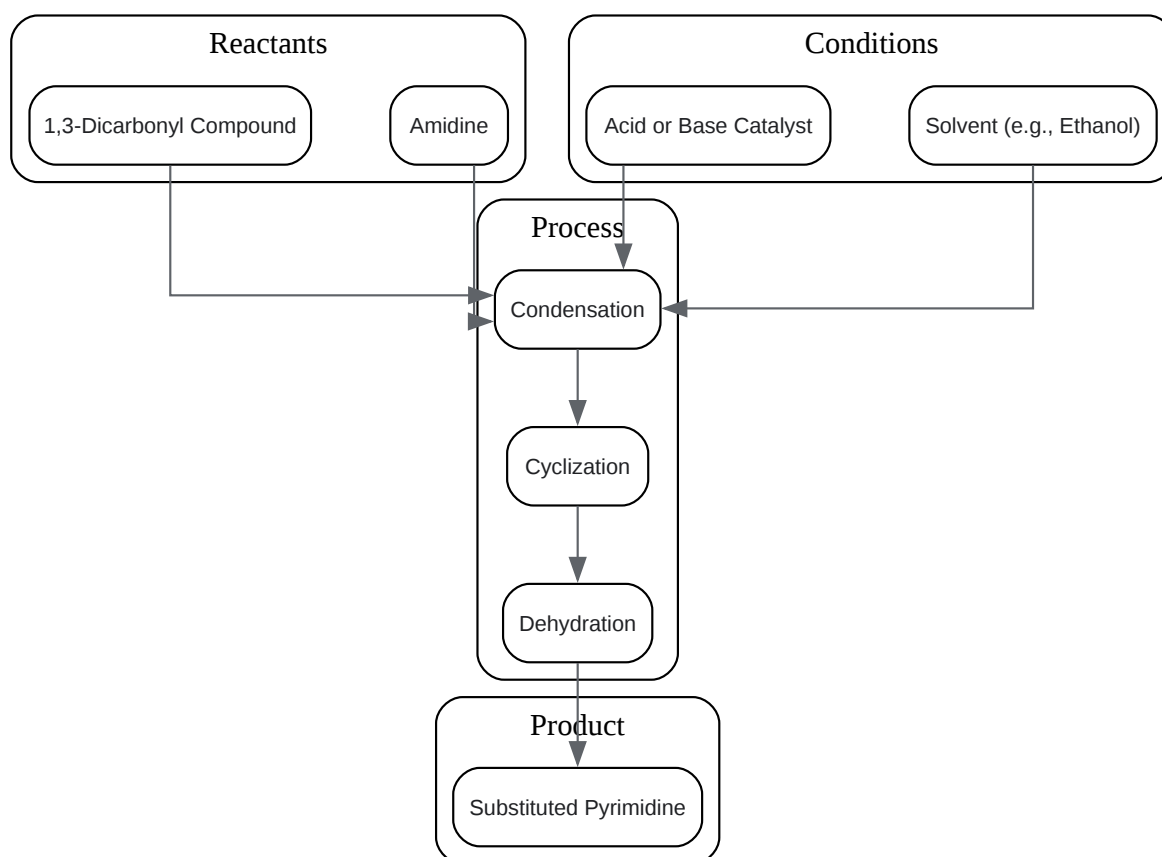 Reactants
Conditions
1,3-Dicarbonyl Compound
Amidine
Acid or Base Catalyst
Solvent (e.g., Ethanol)
Process
Condensation
Cyclization
Dehydration
Product
Substituted Pyrimidine